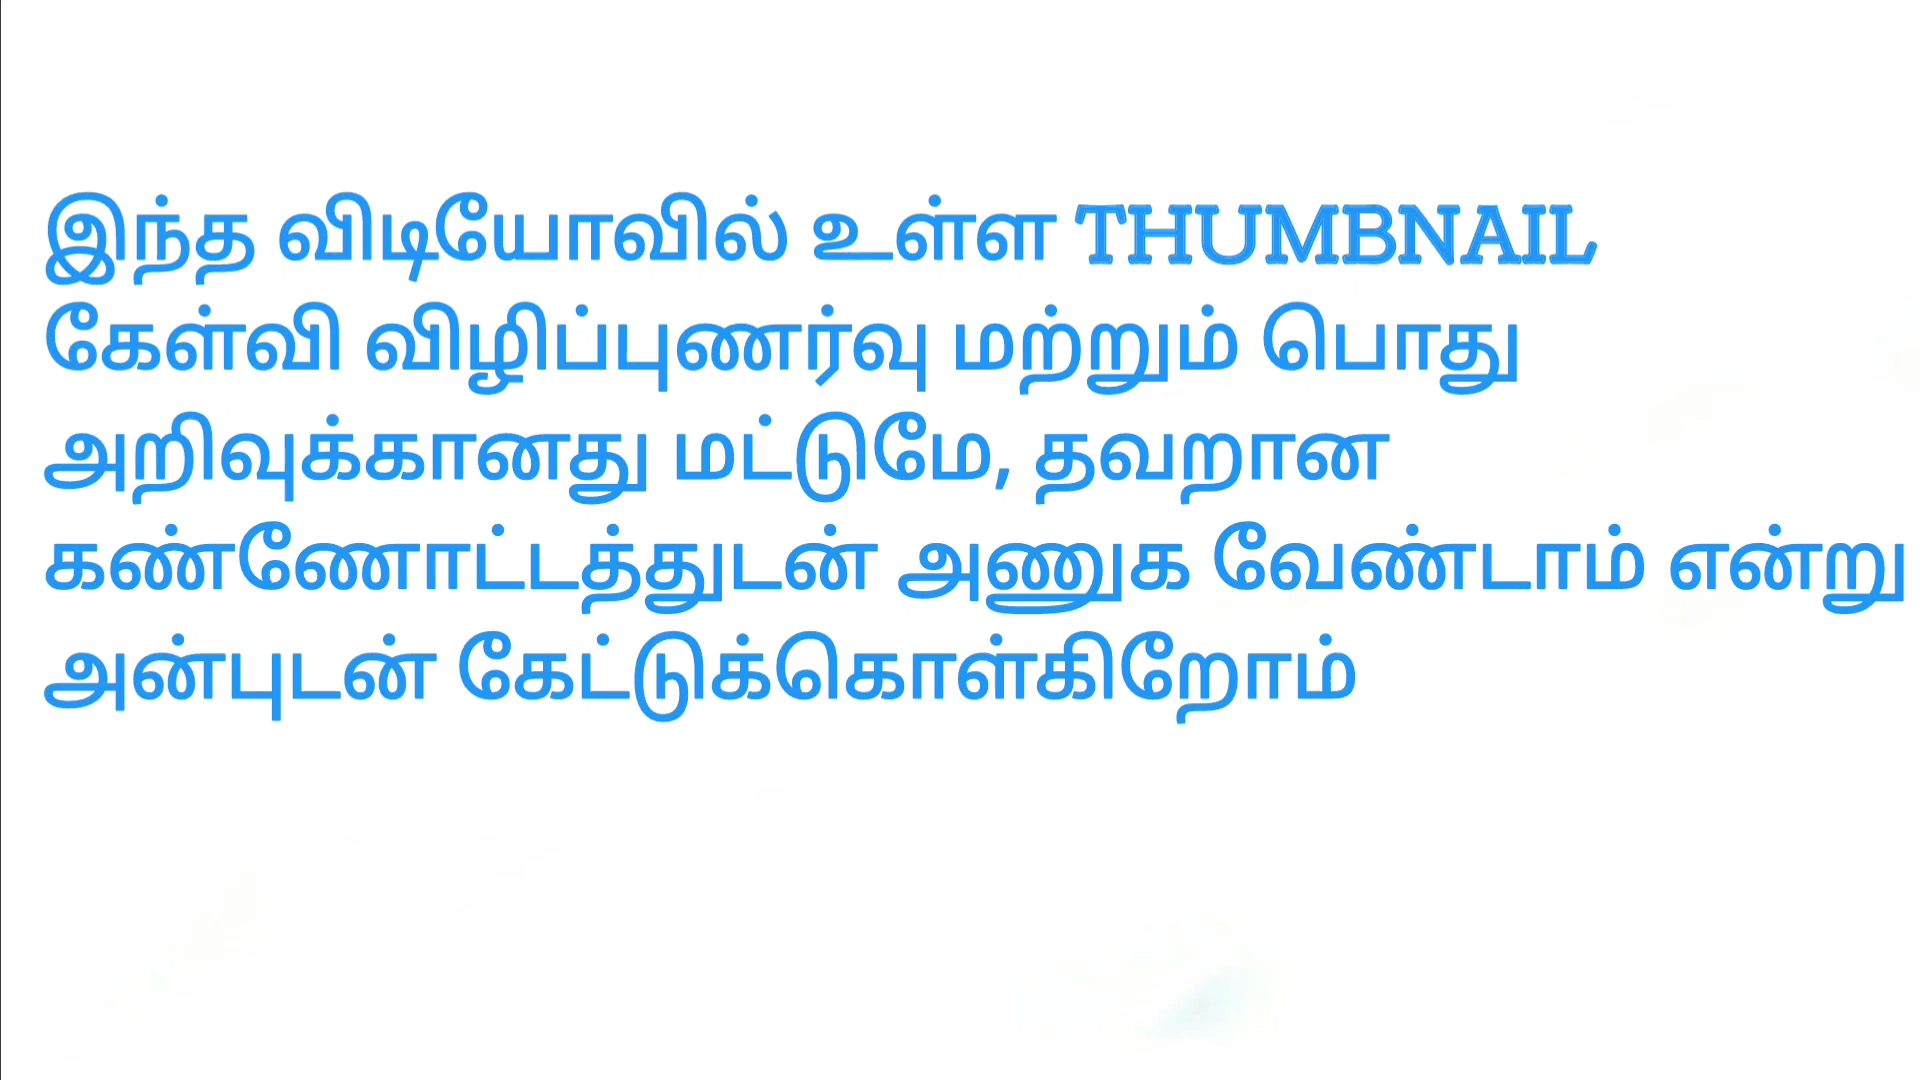 இந்த விடியோவில் உள்ள THUMBNAIL
கேள்வி விழிப்புணர்வு மற்றும் பொது
அறிவுக்கானது மட்டுமே, தவறான
கண்ணோட்டத்துடன் அணுக வேண்டாம் என்று
அன்புடன் கேட்டுக்கொள்கிறோம்